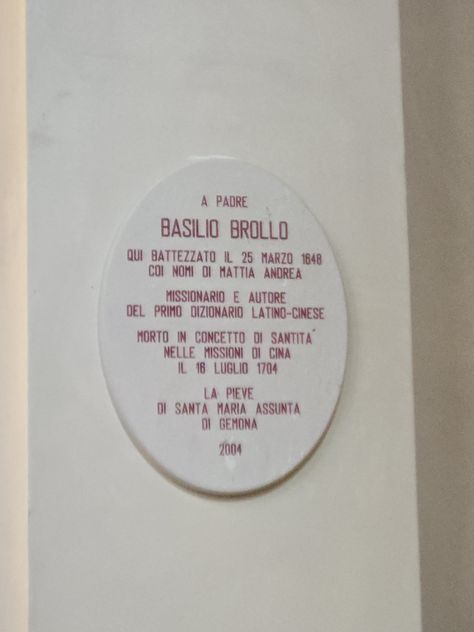 A PADRE
BASILIO BROLLO
QUI BATTEZZATO IL 25 MARZO 1648
COI NOMI DI MATTIA ANDREA
MISSIONARIO E AUTORE
DEL PRIMO DIZIONARIO LATINO-CINESE
MORTO IN CONCETTO DI SANTITA'
NELLE MISSIONI DI CINA
IL 16 LUGLIO 1704
LA PIEVE
DI SANTA MARIA ASSUNTA
DI GEMONA
2004